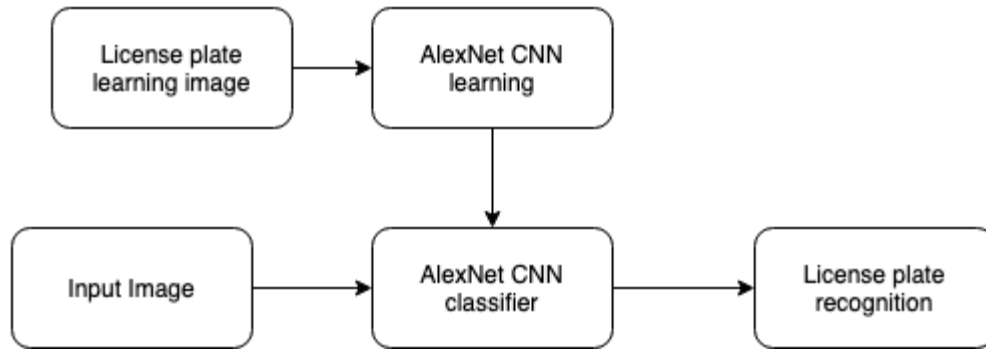 License plate
learning image
AlexNet CNN
learning
Input Image
AlexNet CNN
classifier
License plate
recognition